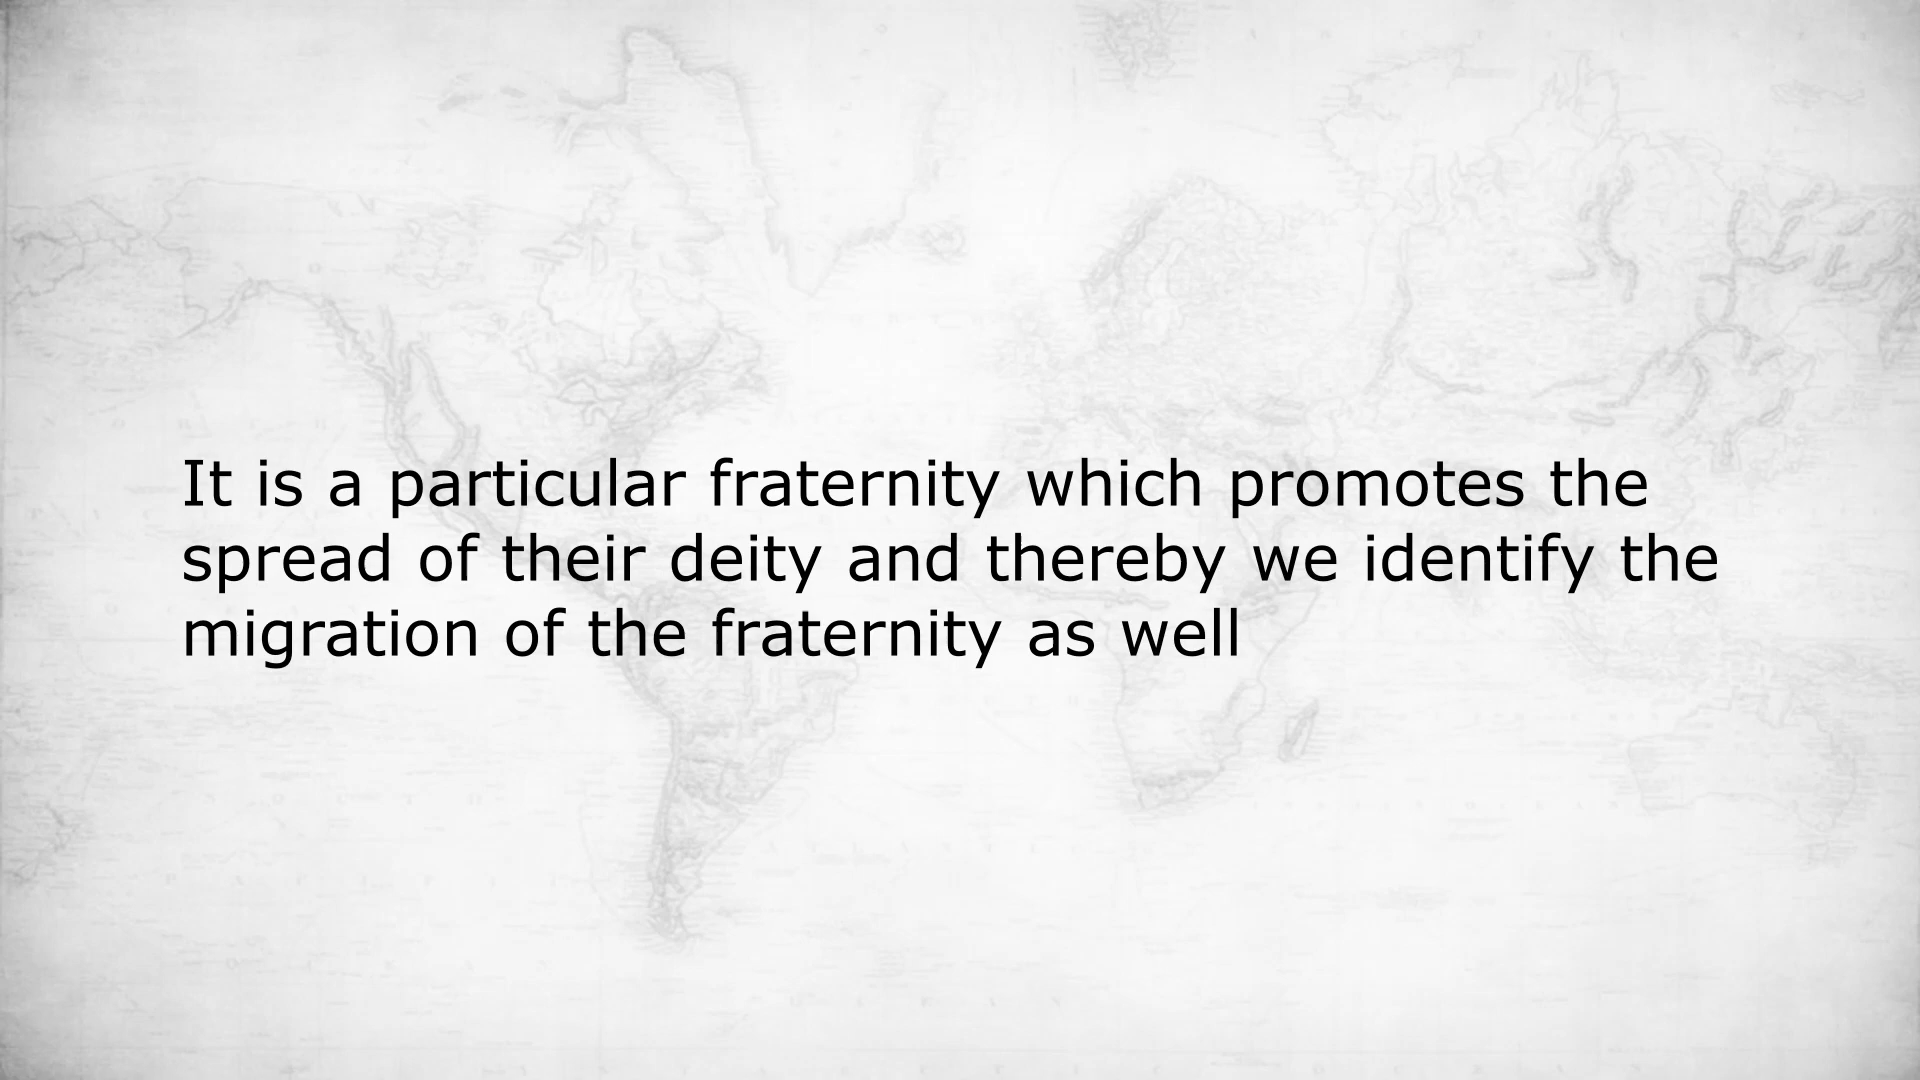 It is a particular fraternity which promotes the
spread of their deity and thereby we identify the
migration of the fraternity as well